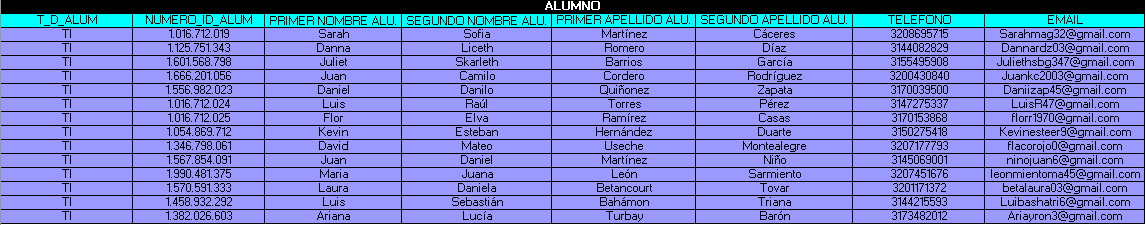 ALUMNO
T_D_ALUM NUMERO_ID_ALUM PRIMER NOMBRE ALU. SEGUNDO NOMBRE ALU. PRIMER APELLIDO ALU. SEGUNDO APELLIDO ALU. TELEFONO EMAIL
TI 1.016.712.019 Sarah Sofia Martínez Cáceres 3208695715 Sarahmag32@gmail.com
TI 1.125.751.343 Danna Liceth Romero Díaz 3144082829 Dannardz03@gmail.com
TI 1.601.568.798 Juliet Skarleth Barrios García 3155495908 Juliethsbg347@gmail.com
TI 1.666.201.056 Juan Camilo Cordero Rodríguez 3200430840 Juankc2003@gmail.com
TI 1.556.982.023 Daniel Danilo Quiñonez Zapata 3170039500 Daniizap45@gmail.com
TI 1.016.712.024 Luis Raúl Torres Pérez 3147275337 LuisR47@gmail.com
TI 1.016.712.025 Flor Elva Ramírez Casas 3170153868 florr1970@gmail.com
TI 1.054.869.712 Kevin Esteban Hernández Duarte 3150275418 Kevinesteer9@gmail.com
TI 1.346.798.061 David Mateo Useche Montealegre 3207177793 flacorojo0@gmail.com
TI 1.567.854.091 Juan Daniel Martínez Niño 3145069001 ninojuan6@gmail.com
TI 1.990.481.375 Maria Juana León Sarmiento 3207451676 leonmientoma45@gmail.com
TI 1.570.591.333 Laura Daniela Betancourt Tovar 3201171372 betalaura03@gmail.com
TI 1.458.932.292 Luis Sebastián Bahámon Triana 3144215593 Luibashatri6@gmail.com
TI 1.382.026.603 Ariana Lucía Turbay Barón 3173482012 Ariayron3@gmail.com